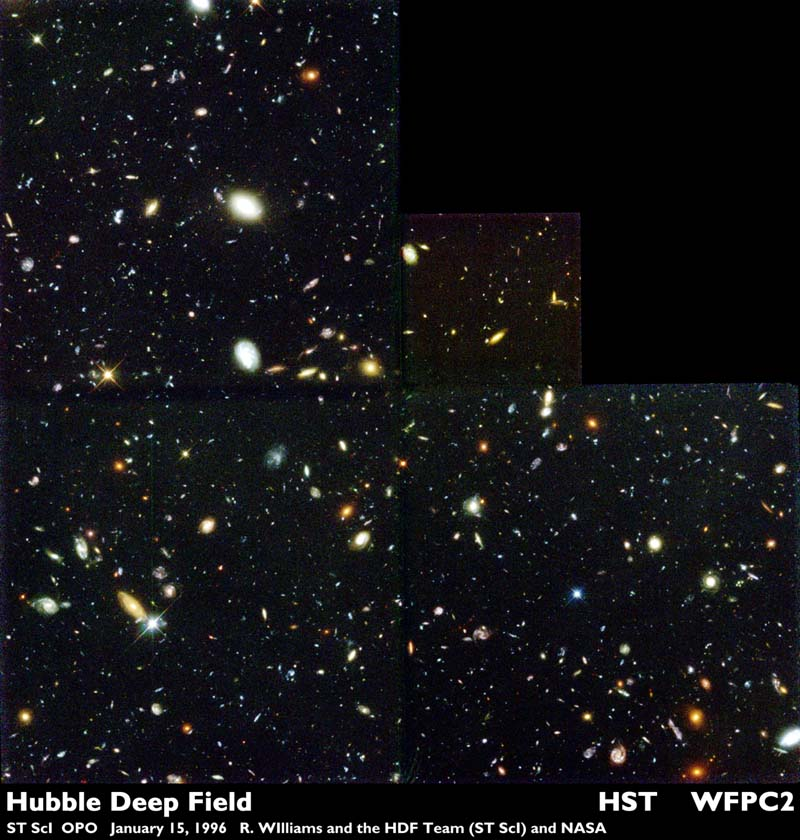 Hubble Deep Field HST WFPC2
ST ScI OPO January 15, 1996 R. WIlliams and the HDF Team (ST ScI) and NASA